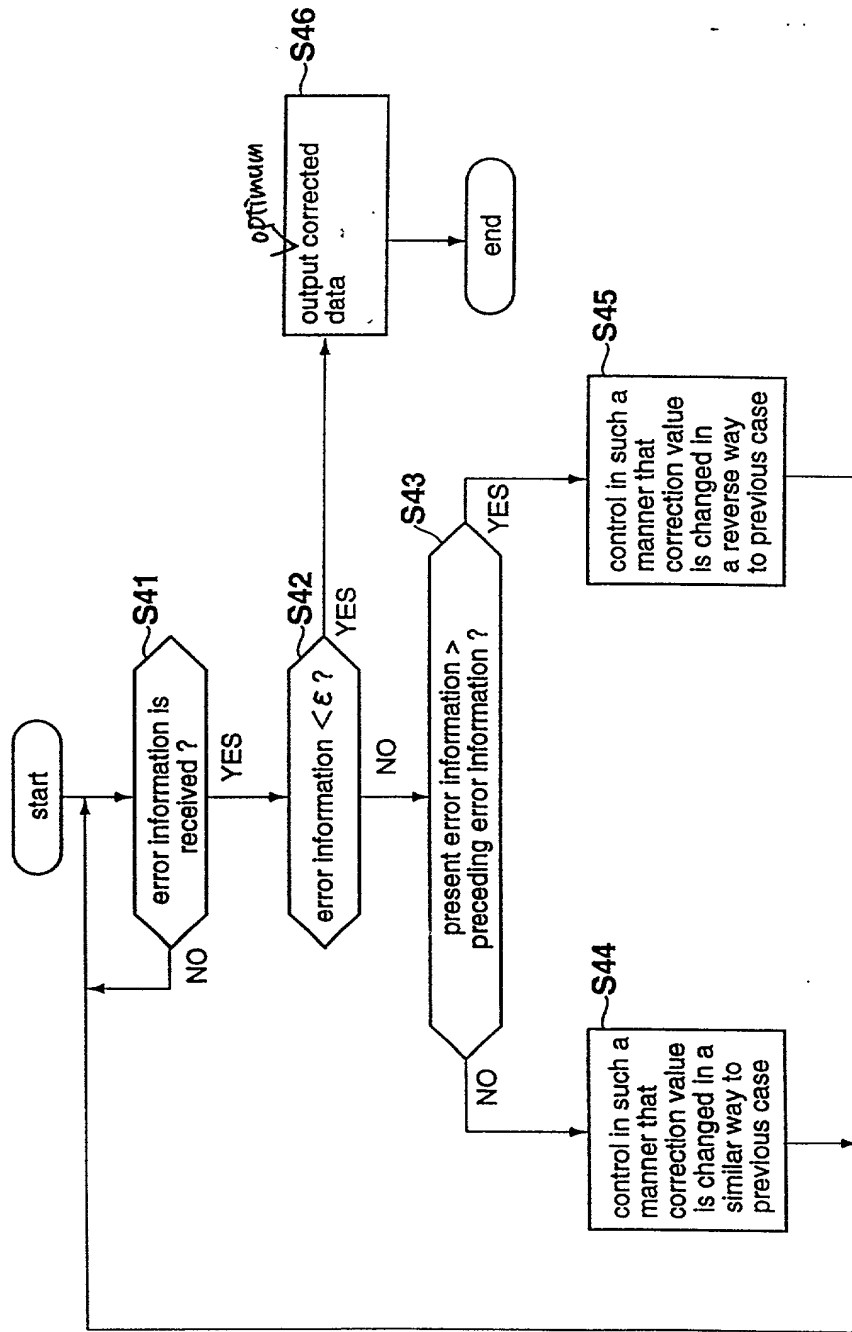 start
S41
error information is
received ?
NO
YES
S42
error information < ε ?
YES
NO
S46
optimum
output corrected
data
end
S43
present error information >
preceding error information ?
NO
YES
S44
control in such a
manner that
correction value
is changed in a
similar way to
previous case
S45
control in such a
manner that
correction value
is changed in
a reverse way
to previous case